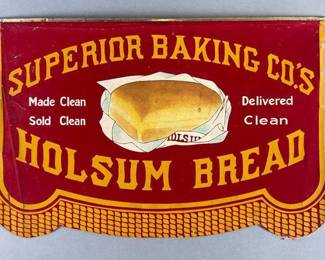 SUPERIOR BAKING CO'S
Made Clean
Sold Clean
Delivered
Clean
HOLSUM BREAD